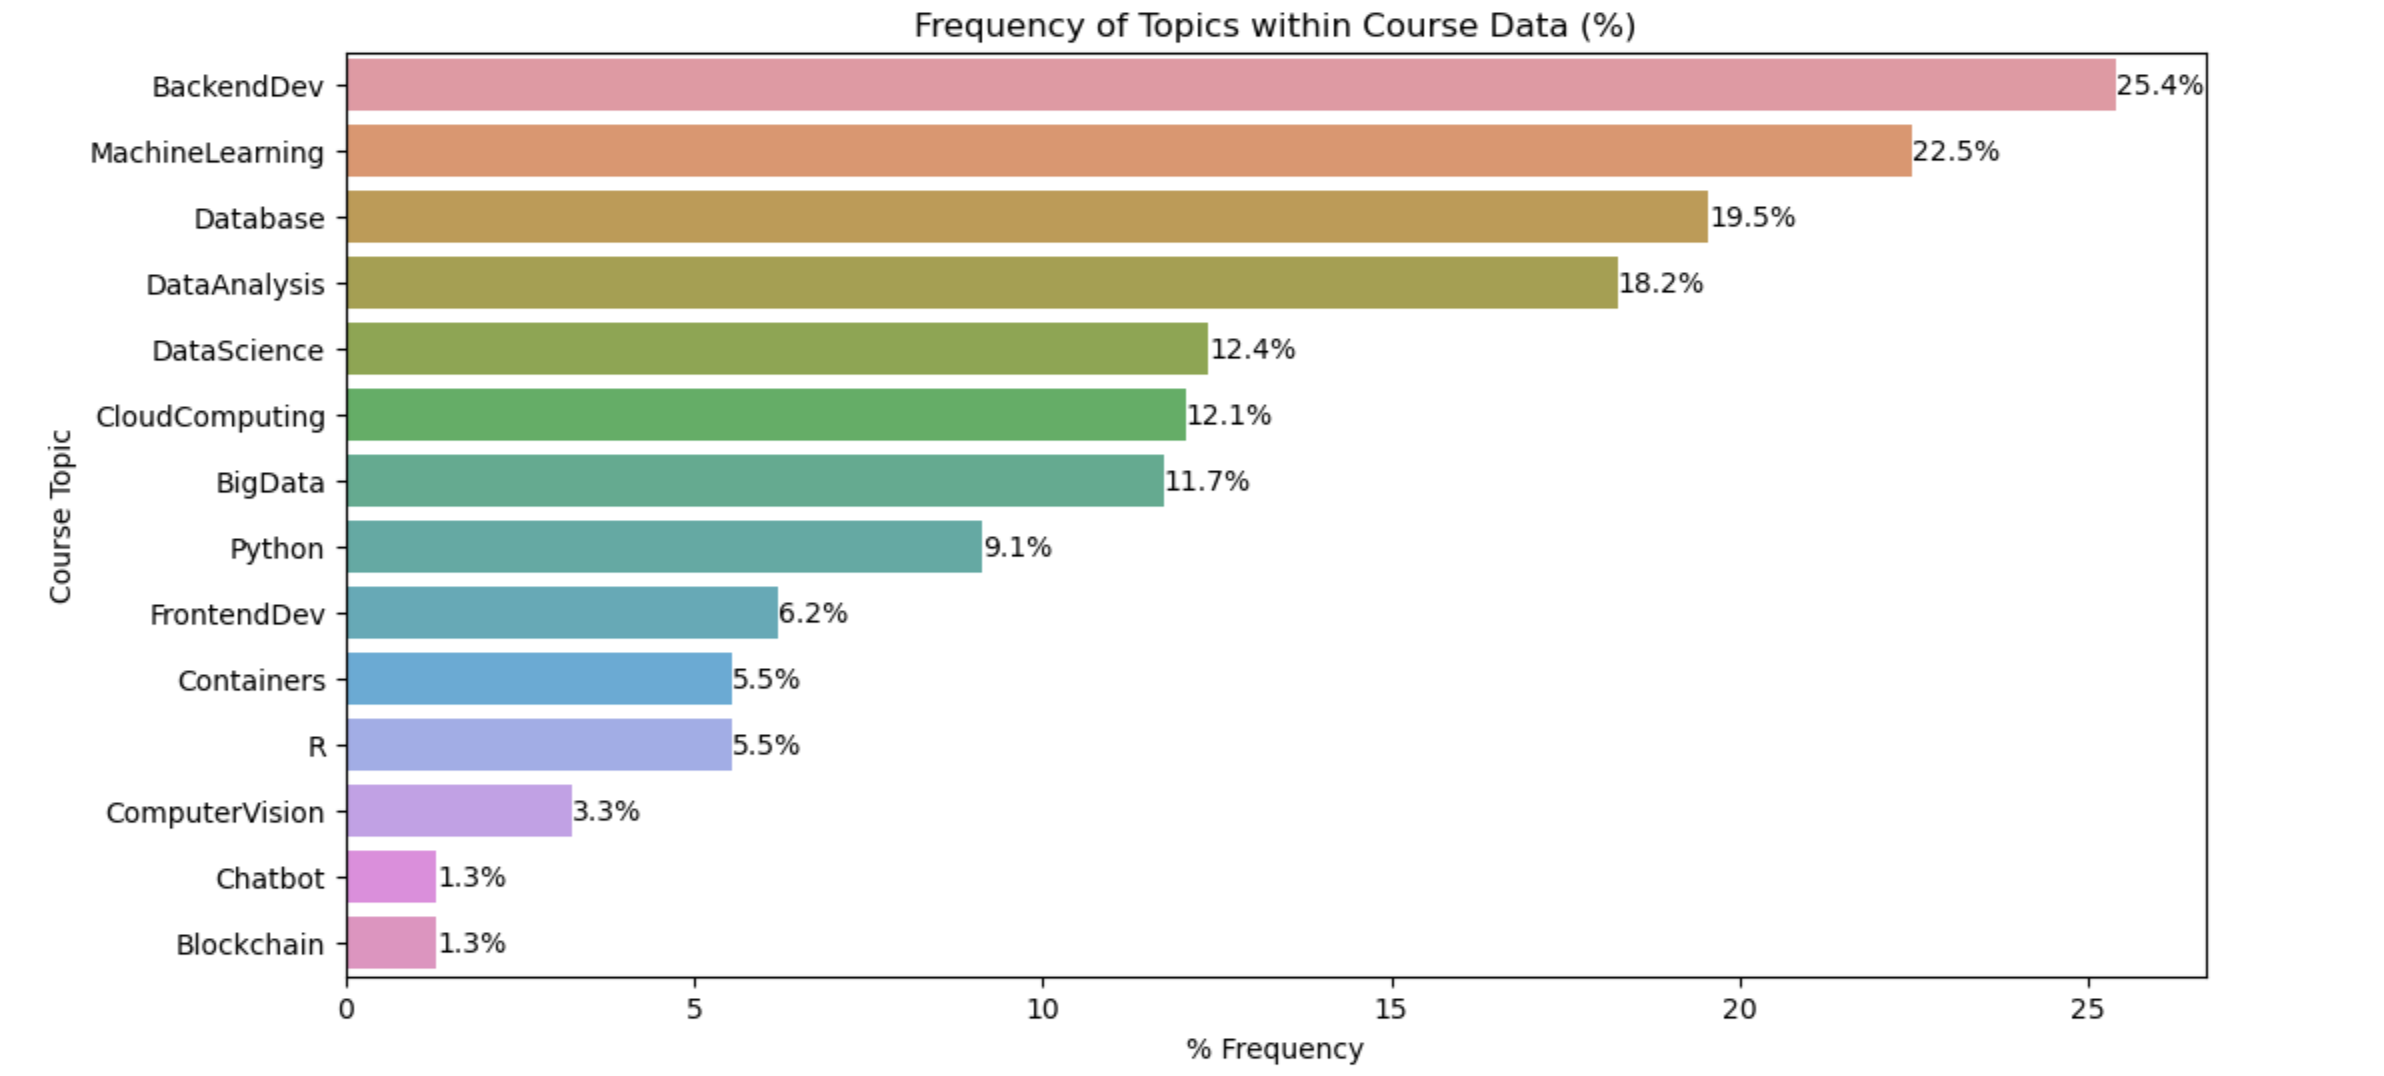 Frequency of Topics within Course Data (%)
BackendDev 25.4%
MachineLearning 22.5%
Database 19.5%
DataAnalysis 18.2%
DataScience 12.4%
CloudComputing 12.1%
BigData 11.7%
Python 9.1%
FrontendDev 6.2%
Containers 5.5%
R 5.5%
ComputerVision 3.3%
Chatbot 1.3%
Blockchain 1.3%
Course Topic
0 5 10 15 20 25
% Frequency